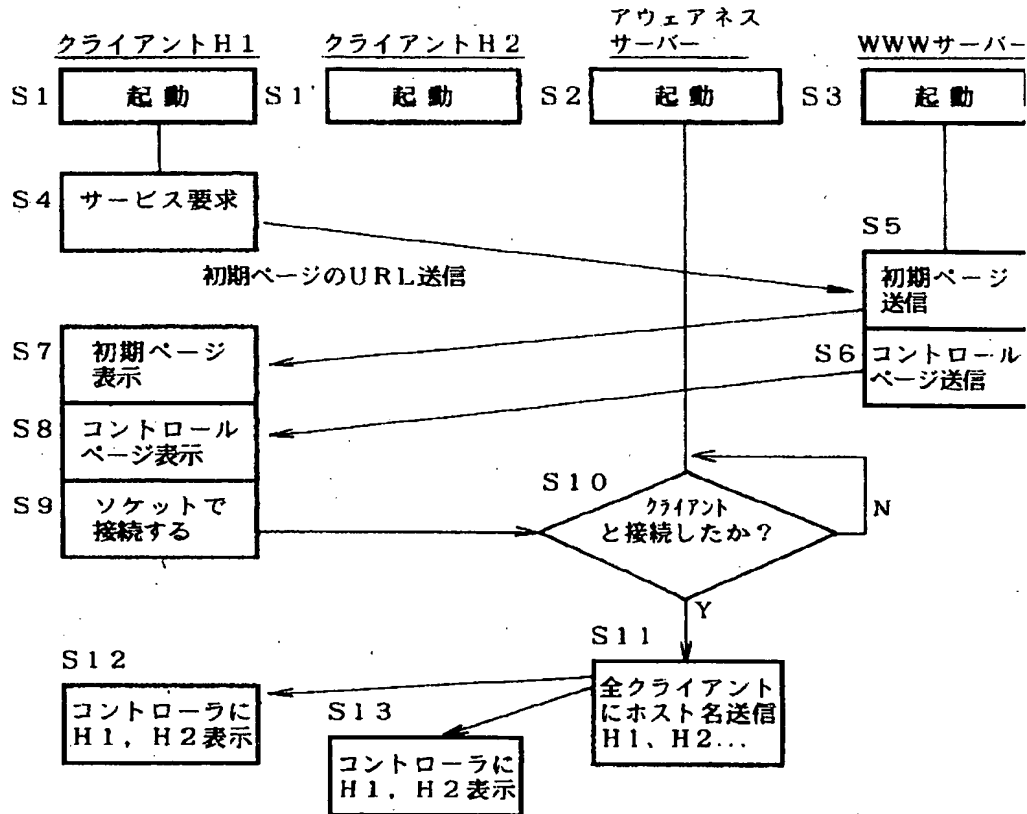 アウェアネス
クライアントH1 クライアントH2 サーバー WWWサーバー
S1 起動 S1' 起動 S2 起動 S3 起動
S4 サービス要求
S5
初期ページのURL送信
初期ページ
送信
S7 初期ページ
表示
S6 コントロール
ページ送信
S8 コントロール
ページ表示
S9 ソケットで
接続する
S10
クライアント
と接続したか?
N
Y
S11
全クライアント
にホスト名送信
H1、H2...
S12
コントローラに
H1,H2表示
S13
コントローラに
H1,H2表示